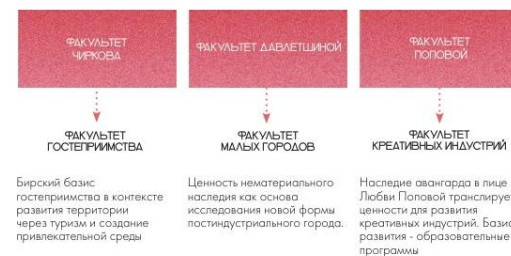 ФАКУЛЬТЕТ
ЧИРКОВА
ФАКУЛЬТЕТ ДАВЛЕТШИНОЙ
ФАКУЛЬТЕТ
ПОПОВОЙ
ФАКУЛЬТЕТ
ГОСТЕПРИИМСТВА
ФАКУЛЬТЕТ
МАЛЫХ ГОРОДОВ
ФАКУЛЬТЕТ
КРЕАТИВНЫХ ИНДУСТРИЙ
Бирский базис
гостеприимства в контексте
развития территории
через туризм и создание
привлекательной среды
Ценность нематериального
наследия как основа
исследования новой формы
постиндустриального города.
Наследие авангарда в лице
Любви Поповой транслирует
ценности для развития
креативных индустрий. Базис
развития - образовательные
программы